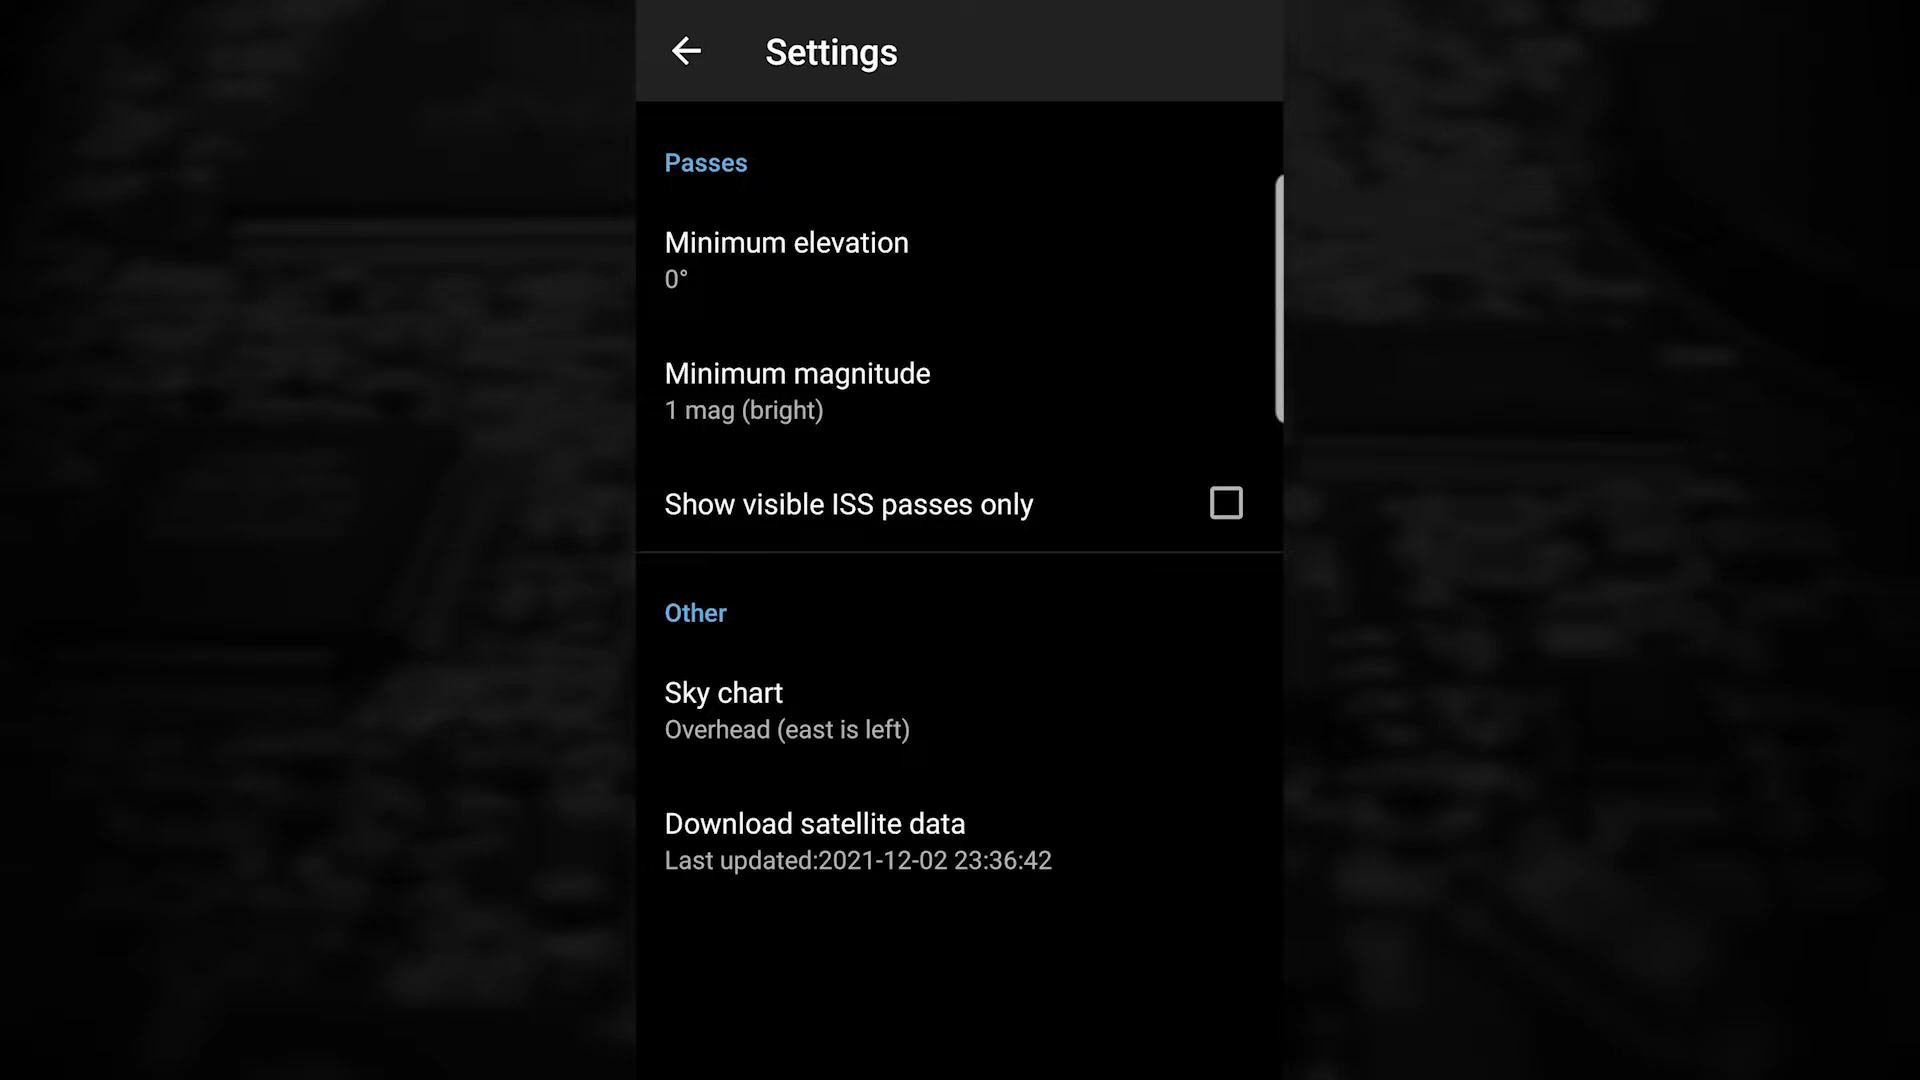 Settings
Passes
Minimum elevation
0°
Minimum magnitude
1 mag (bright)
Show visible ISS passes only
Other
Sky chart
Overhead (east is left)
Download satellite data
Last updated:2021-12-02 23:36:42